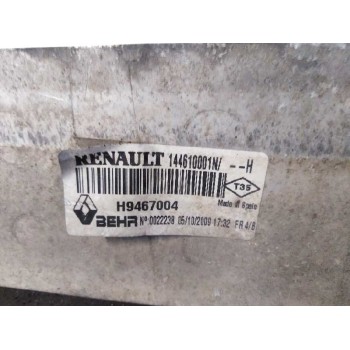 RENAULT 144610001N/ --H
T35
Made in Spain
H9467004
BEHR Nº 0022238 05/10/2009 17:32 FR 4/8